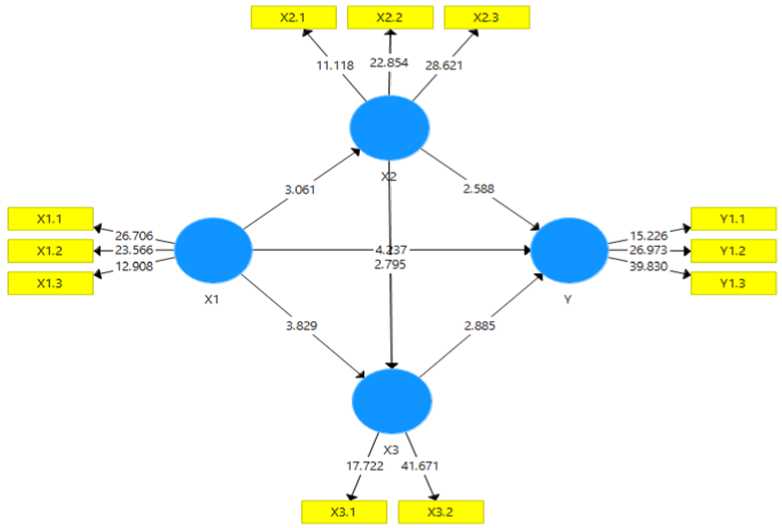 X2.1 X2.2 X2.3
11.118 22.854 28.621
X2
3.061 2.588
X1.1
X1.2
X1.3
26.706
23.566
12.908
X1
4.237
2.795
15.226
26.973
39.830
Y1.1
Y1.2
Y1.3
Y
3.829 2.885
X3
17.722 41.671
X3.1 X3.2